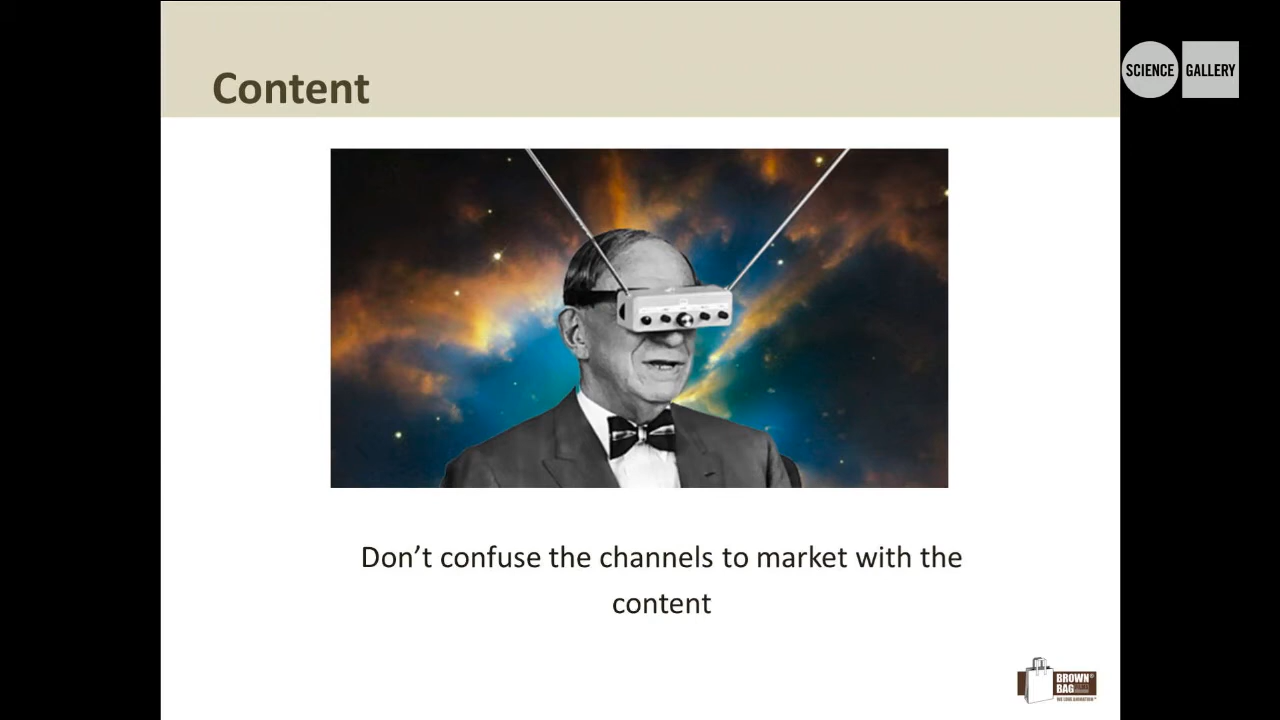 Content
SCIENCE GALLERY
Don’t confuse the channels to market with the
content
BROWN
BAG